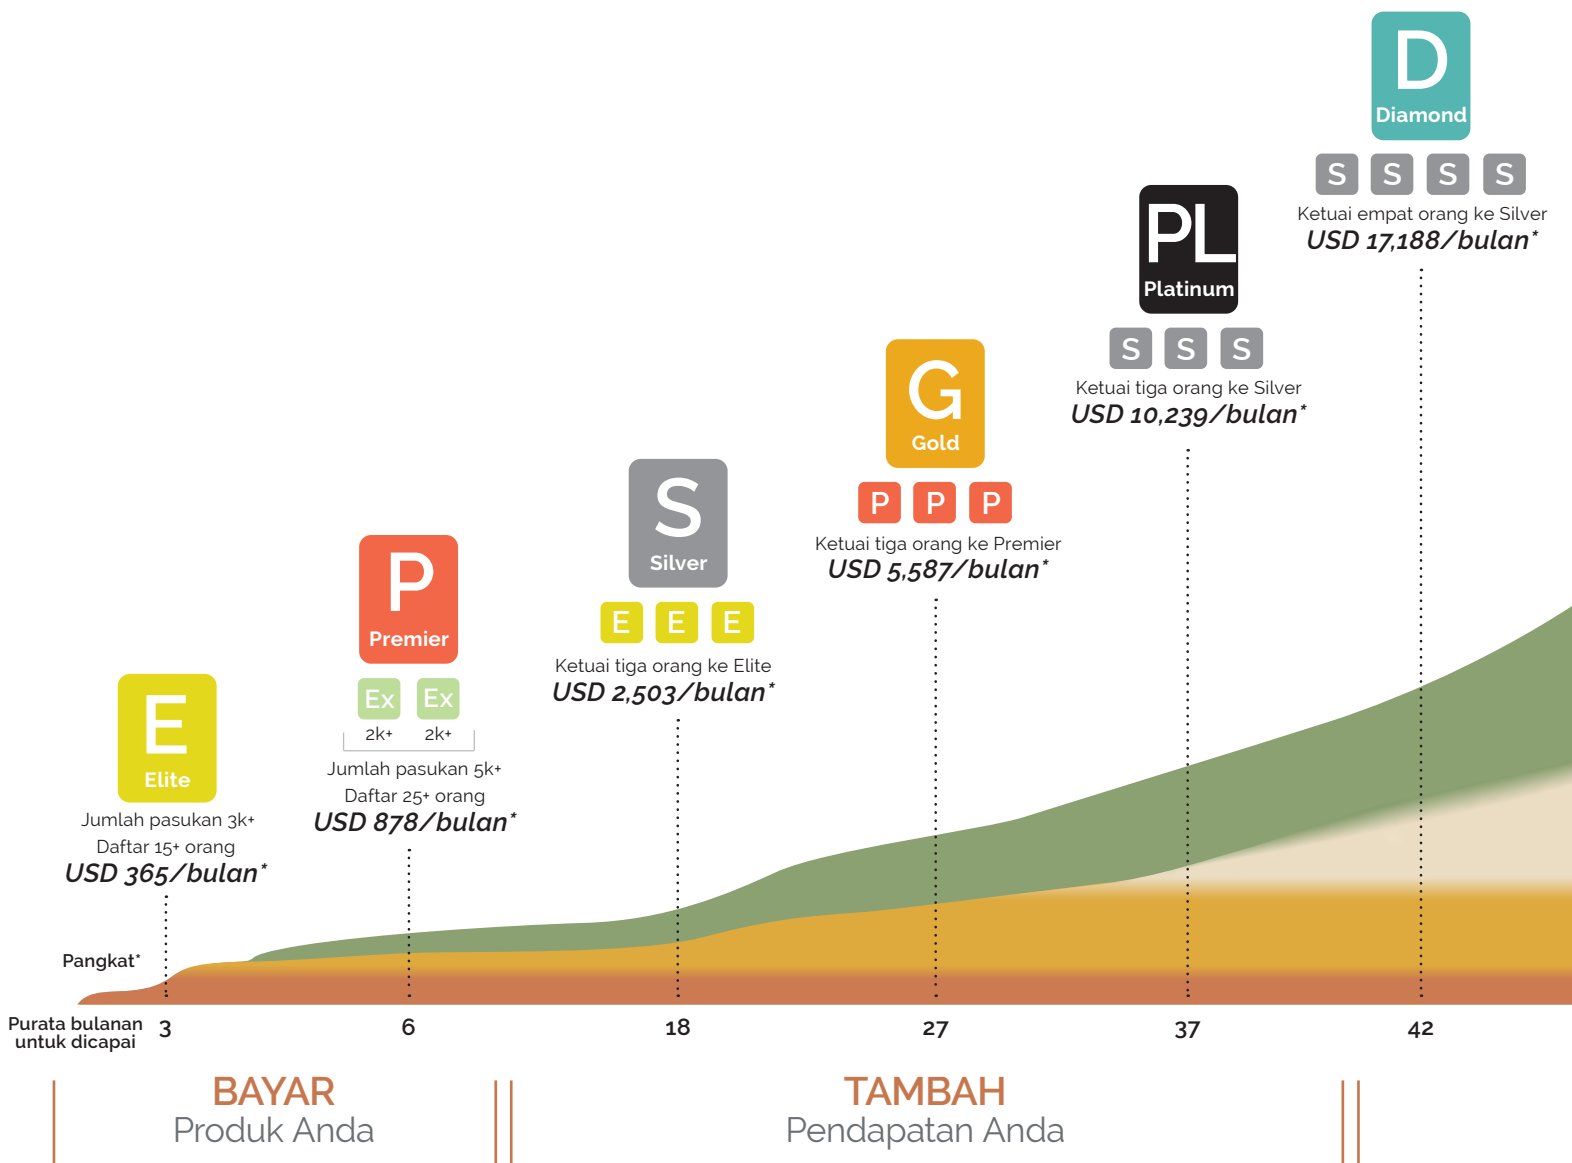 D
Diamond
S S S S
Ketuai empat orang ke Silver
USD 17,188/bulan*
PL
Platinum
S S S
Ketuai tiga orang ke Silver
USD 10,239/bulan*
G
Gold
P P P
Ketuai tiga orang ke Premier
USD 5,587/bulan*
S
Silver
E E E
Ketuai tiga orang ke Elite
USD 2,503/bulan*
P
Premier
Ex Ex
2k+ 2k+
Jumlah pasukan 5k+
Daftar 25+ orang
USD 878/bulan*
E
Elite
Jumlah pasukan 3k+
Daftar 15+ orang
USD 365/bulan*
Pangkat*
Purata bulanan
untuk dicapai
3 6 18 27 37 42
BAYAR
Produk Anda
TAMBAH
Pendapatan Anda